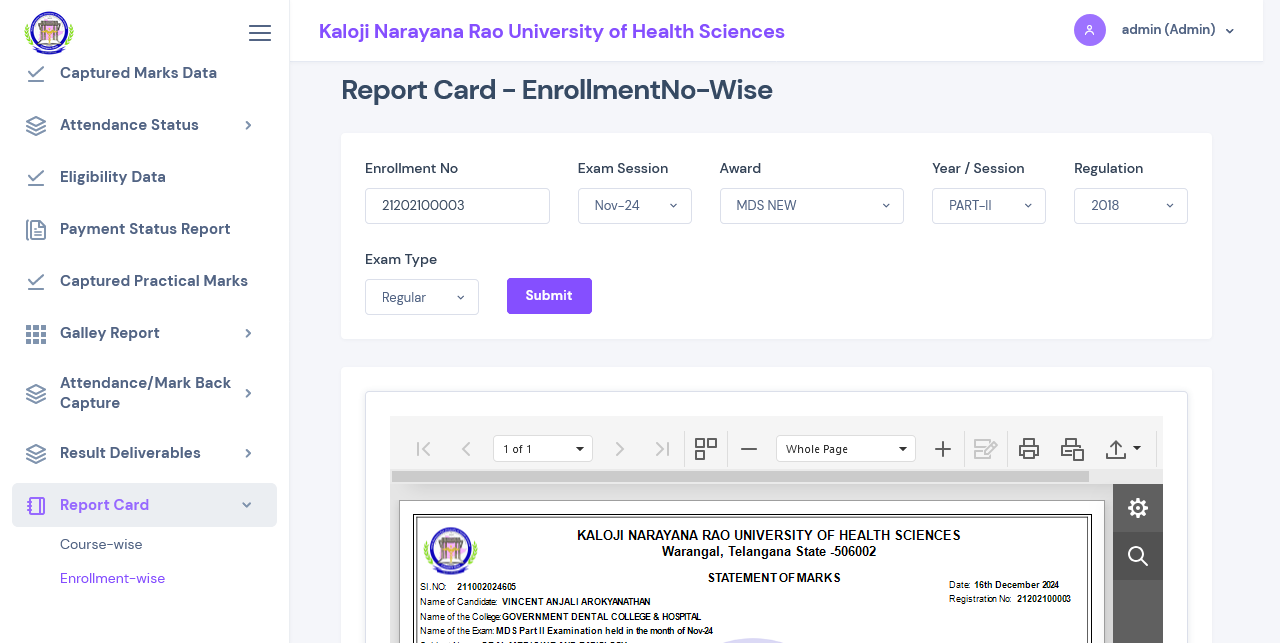 Kaloji Narayana Rao University of Health Sciences
admin (Admin)
Captured Marks Data
Attendance Status
Eligibility Data
Payment Status Report
Captured Practical Marks
Galley Report
Attendance/Mark Back
Capture
Result Deliverables
Report Card
Course-wise
Enrollment-wise
Report Card - EnrollmentNo-Wise
Enrollment No
Exam Session
Award
Year / Session
Regulation
21202100003
Nov-24
MDS NEW
PART-II
2018
Exam Type
Regular
Submit
1 of 1
Whole Page
KALOJI NARAYANA RAO UNIVERSITY OF HEALTH SCIENCES
Warangal, Telangana State -506002
STATEMENT OF MARKS
Sl.NO: 211002024605
Date: 16th December 2024
Name of Candidate: VINCENT ANJALI AROKYANATHAN
Registration No: 21202100003
Name of the College: GOVERNMENT DENTAL COLLEGE & HOSPITAL
Name of the Exam: MDS Part II Examination held in the month of Nov-24